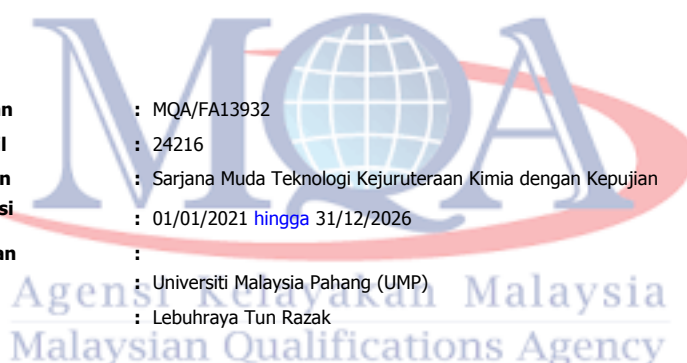 MQA
an : MQA/FA13932
l : 24216
n : Sarjana Muda Teknologi Kejuruteraan Kimia dengan Kepujian
si : 01/01/2021 hingga 31/12/2026
an :
: Universiti Malaysia Pahang (UMP)
: Lebuhraya Tun Razak
Agensi Kelayakan Malaysia
Malaysian Qualifications Agency